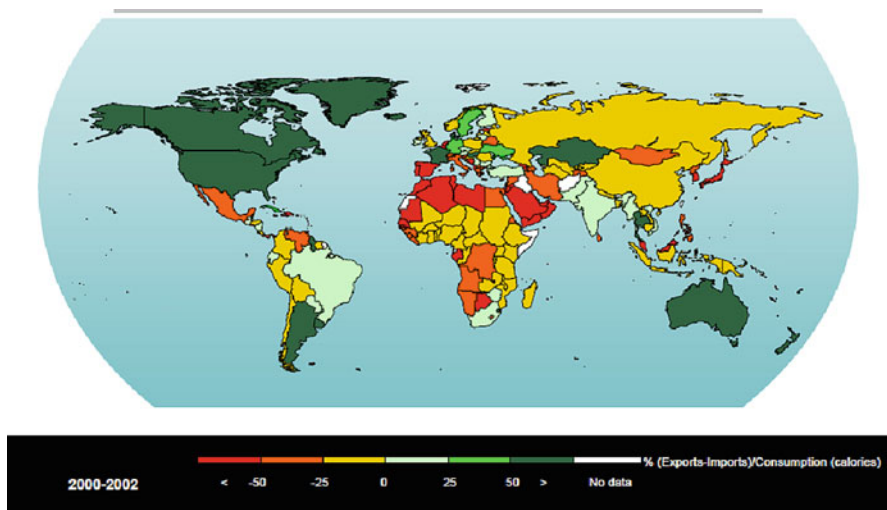 % (Exports-Imports)/Consumption (calories)
2000-2002 < -50 -25 0 25 50 > No data